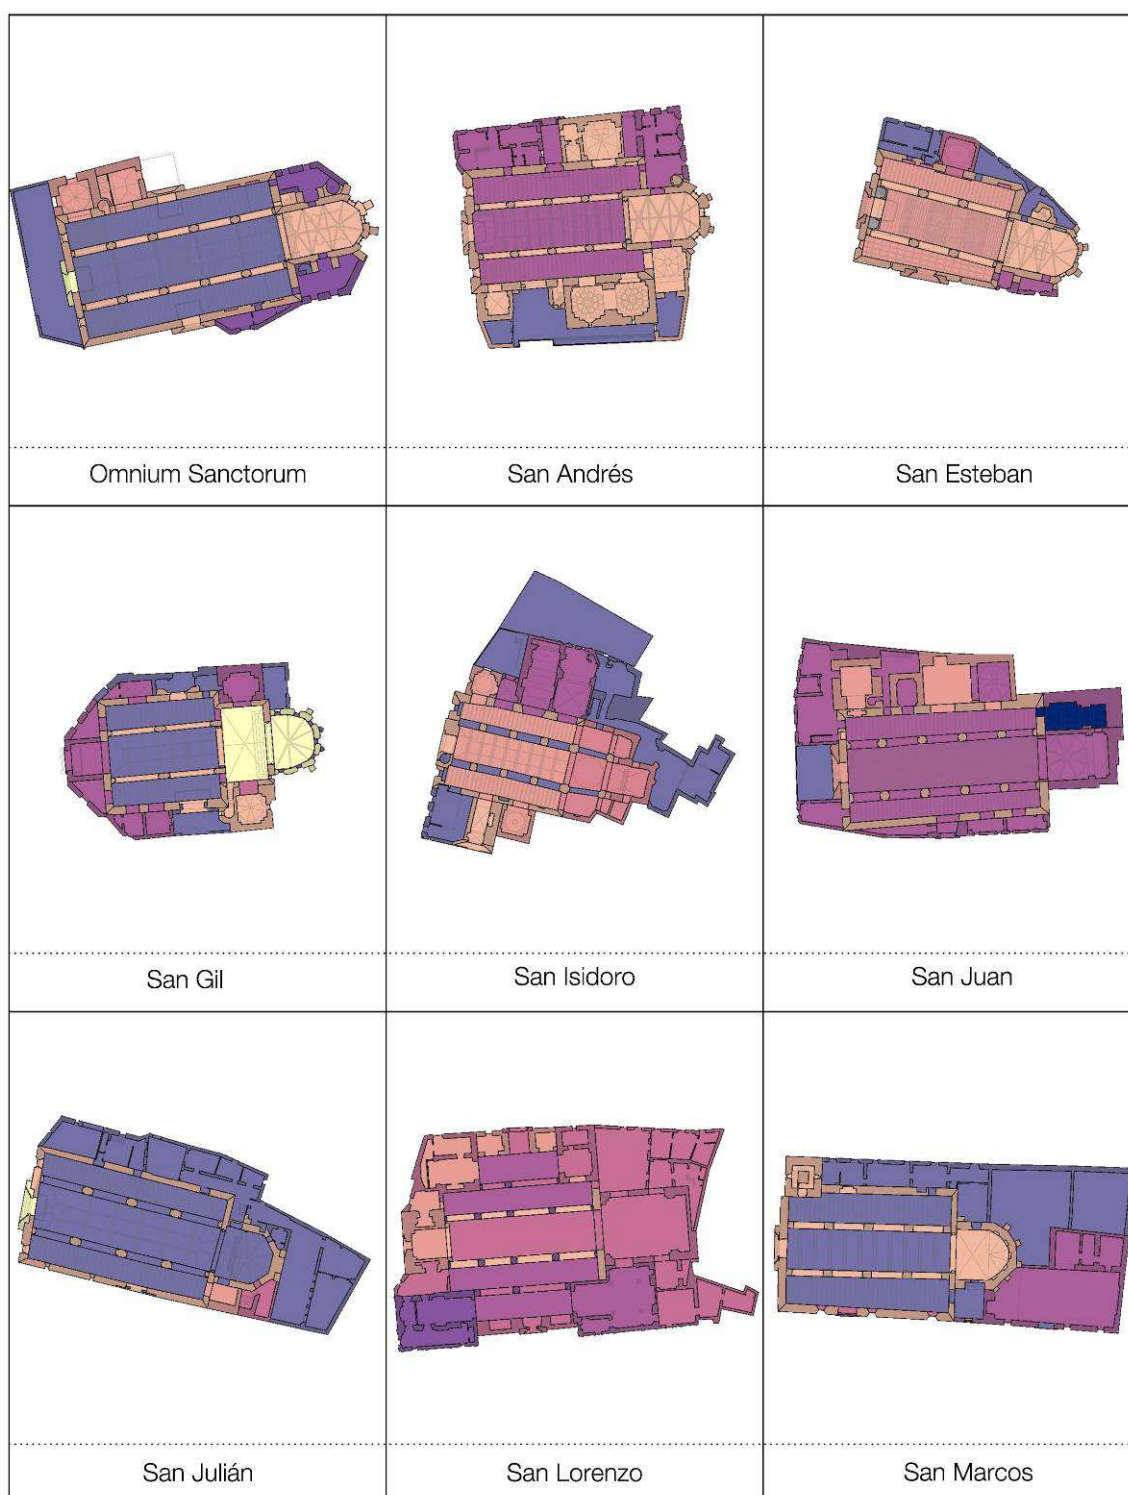 Omnium Sanctorum
San Andrés
San Esteban
San Gil
San Isidoro
San Juan
San Julián
San Lorenzo
San Marcos